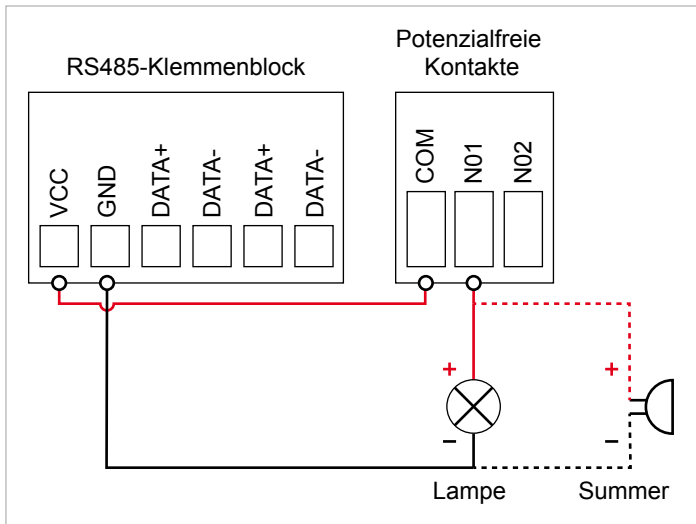 Potenzialfreie
Kontakte
RS485-Klemmenblock
VCC
GND
DATA+
DATA-
DATA+
DATA-
COM
N01
N02
+
+
−
−
Lampe
Summer